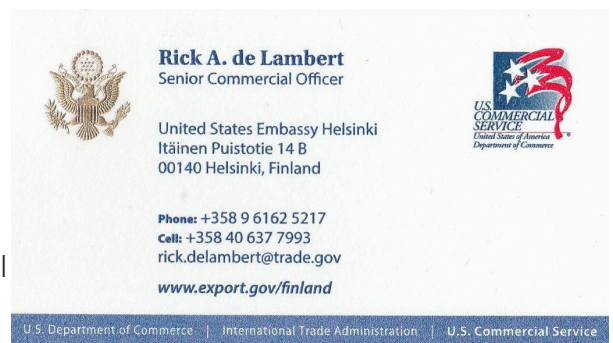 Rick A. de Lambert
Senior Commercial Officer
United States Embassy Helsinki
Itäinen Puistotie 14 B
00140 Helsinki, Finland
Phone: +358 9 6162 5217
Cell: +358 40 637 7993
rick.delambert@trade.gov
www.export.gov/finland
U.S.
COMMERCIAL
SERVICE
United States of America
Department of Commerce
U.S. Department of Commerce | International Trade Administration | U.S. Commercial Service